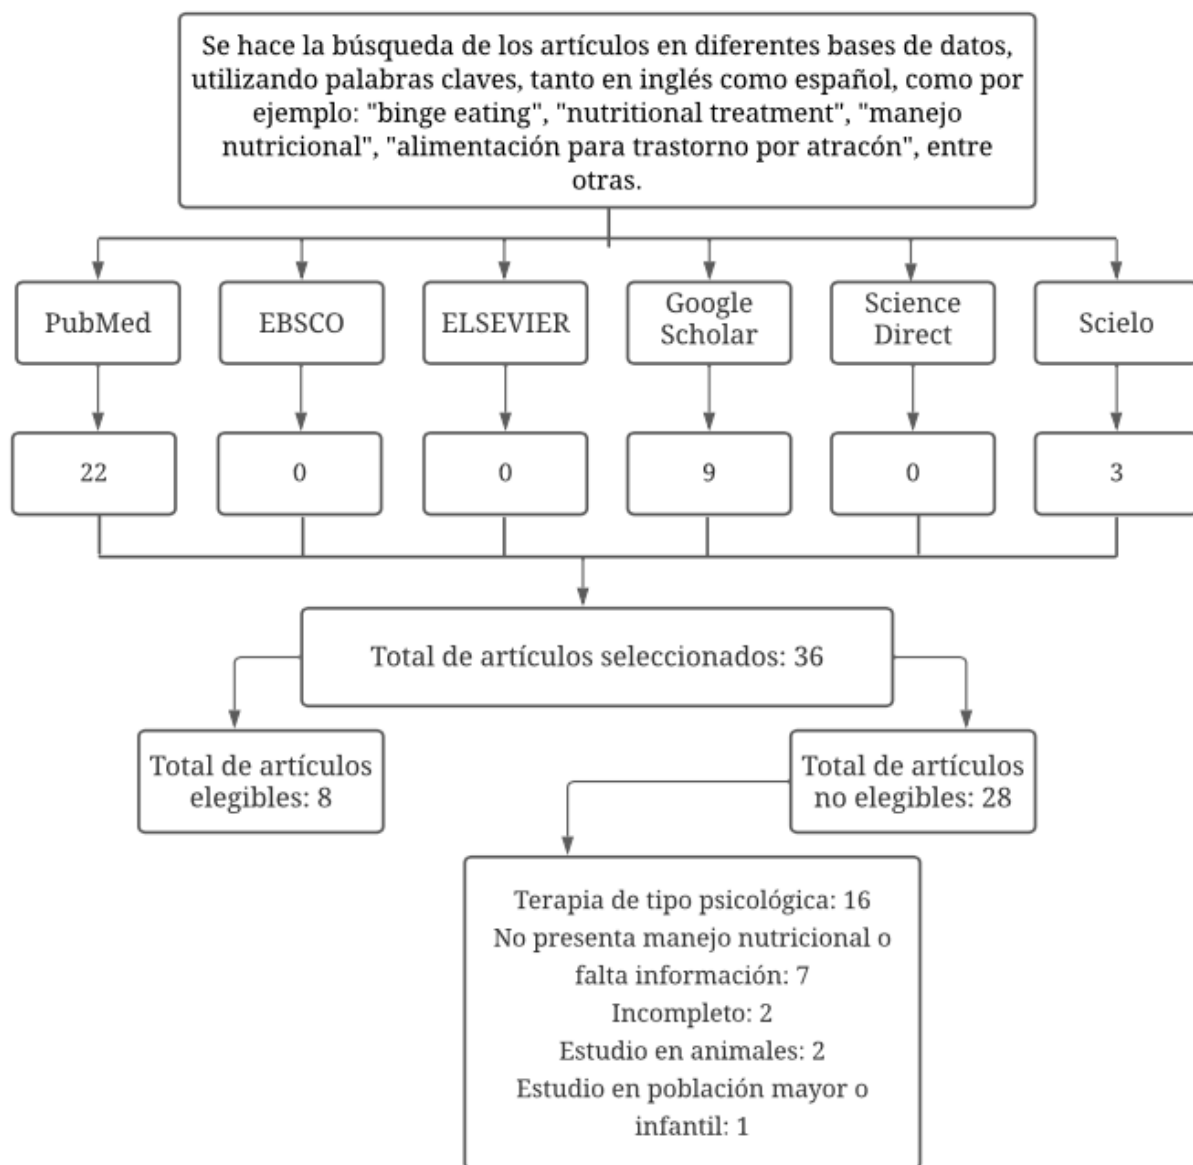 Se hace la búsqueda de los artículos en diferentes bases de datos,
utilizando palabras claves, tanto en inglés como español, como por
ejemplo: "binge eating", "nutritional treatment", "manejo
nutricional", "alimentación para trastorno por atracón", entre
otras.
PubMed
EBSCO
ELSEVIER
Google
Scholar
Science
Direct
Scielo
22
0
0
9
0
3
Total de artículos seleccionados: 36
Total de artículos
elegibles: 8
Total de artículos
no elegibles: 28
Terapia de tipo psicológica: 16
No presenta manejo nutricional o
falta información: 7
Incompleto: 2
Estudio en animales: 2
Estudio en población mayor o
infantil: 1